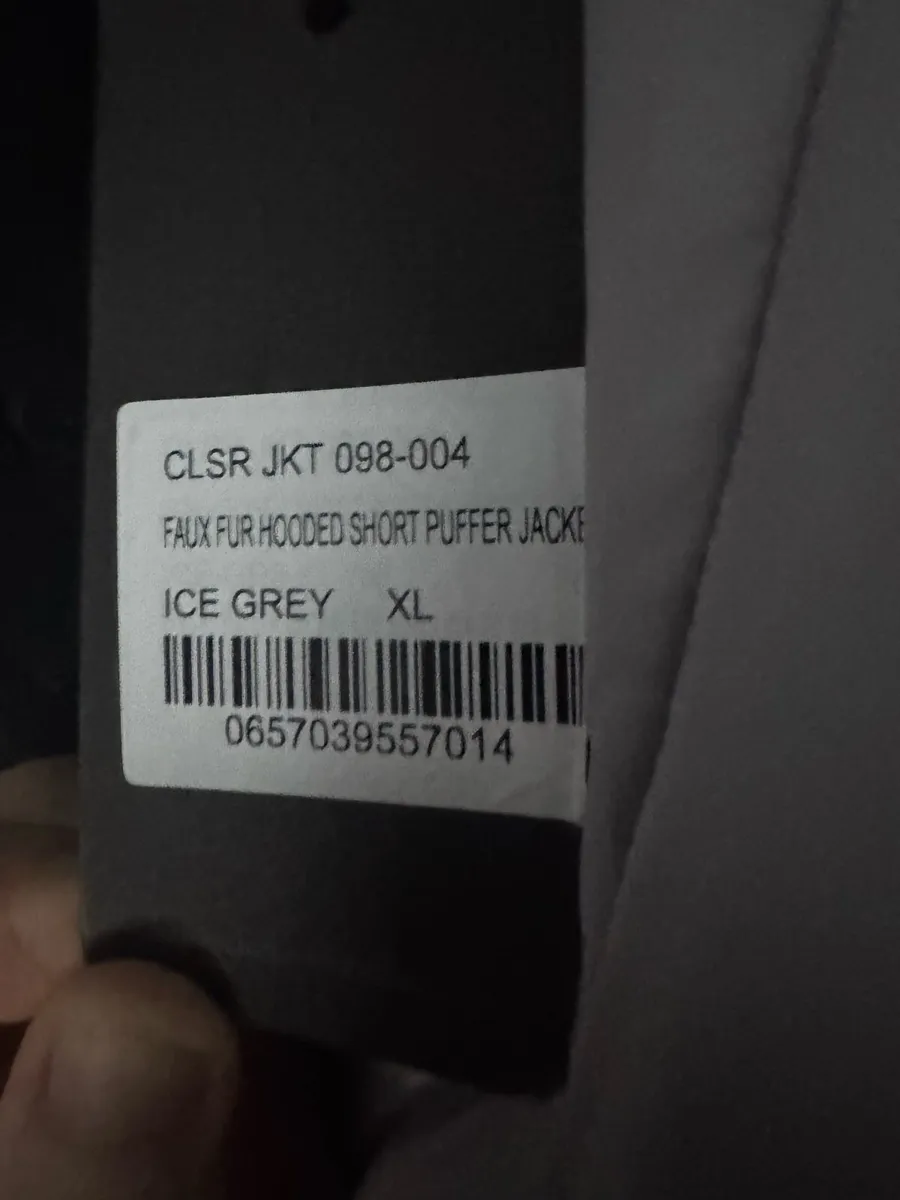 CLSR JKT 098-004
FAUX FUR HOODED SHORT PUFFER JACKE
ICE GREY XL
0657039557014